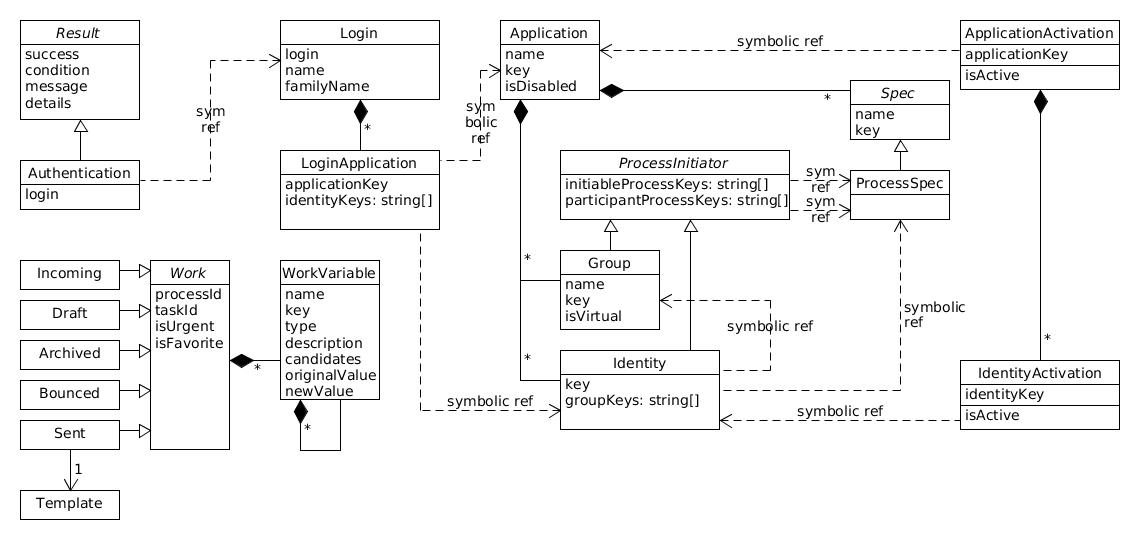 Result
success
condition
message
details
Authentication
login
sym
ref
Login
login
name
familyName
*
LoginApplication
applicationKey
identityKeys: string[]
sym
bolic
ref
Application
name
key
isDisabled
symbolic ref
ApplicationActivation
applicationKey
isActive
*
Spec
name
key
ProcessInitiator
initiableProcessKeys: string[]
participantProcessKeys: string[]
sym
ref
sym
ref
ProcessSpec
*
Group
name
key
isVirtual
symbolic ref
symbolic
ref
*
Identity
key
groupKeys: string[]
symbolic ref
symbolic ref
*
IdentityActivation
identityKey
isActive
Incoming
Draft
Archived
Bounced
Sent
1
Template
Work
processId
taskId
isUrgent
isFavorite
*
WorkVariable
name
key
type
description
candidates
originalValue
newValue
*